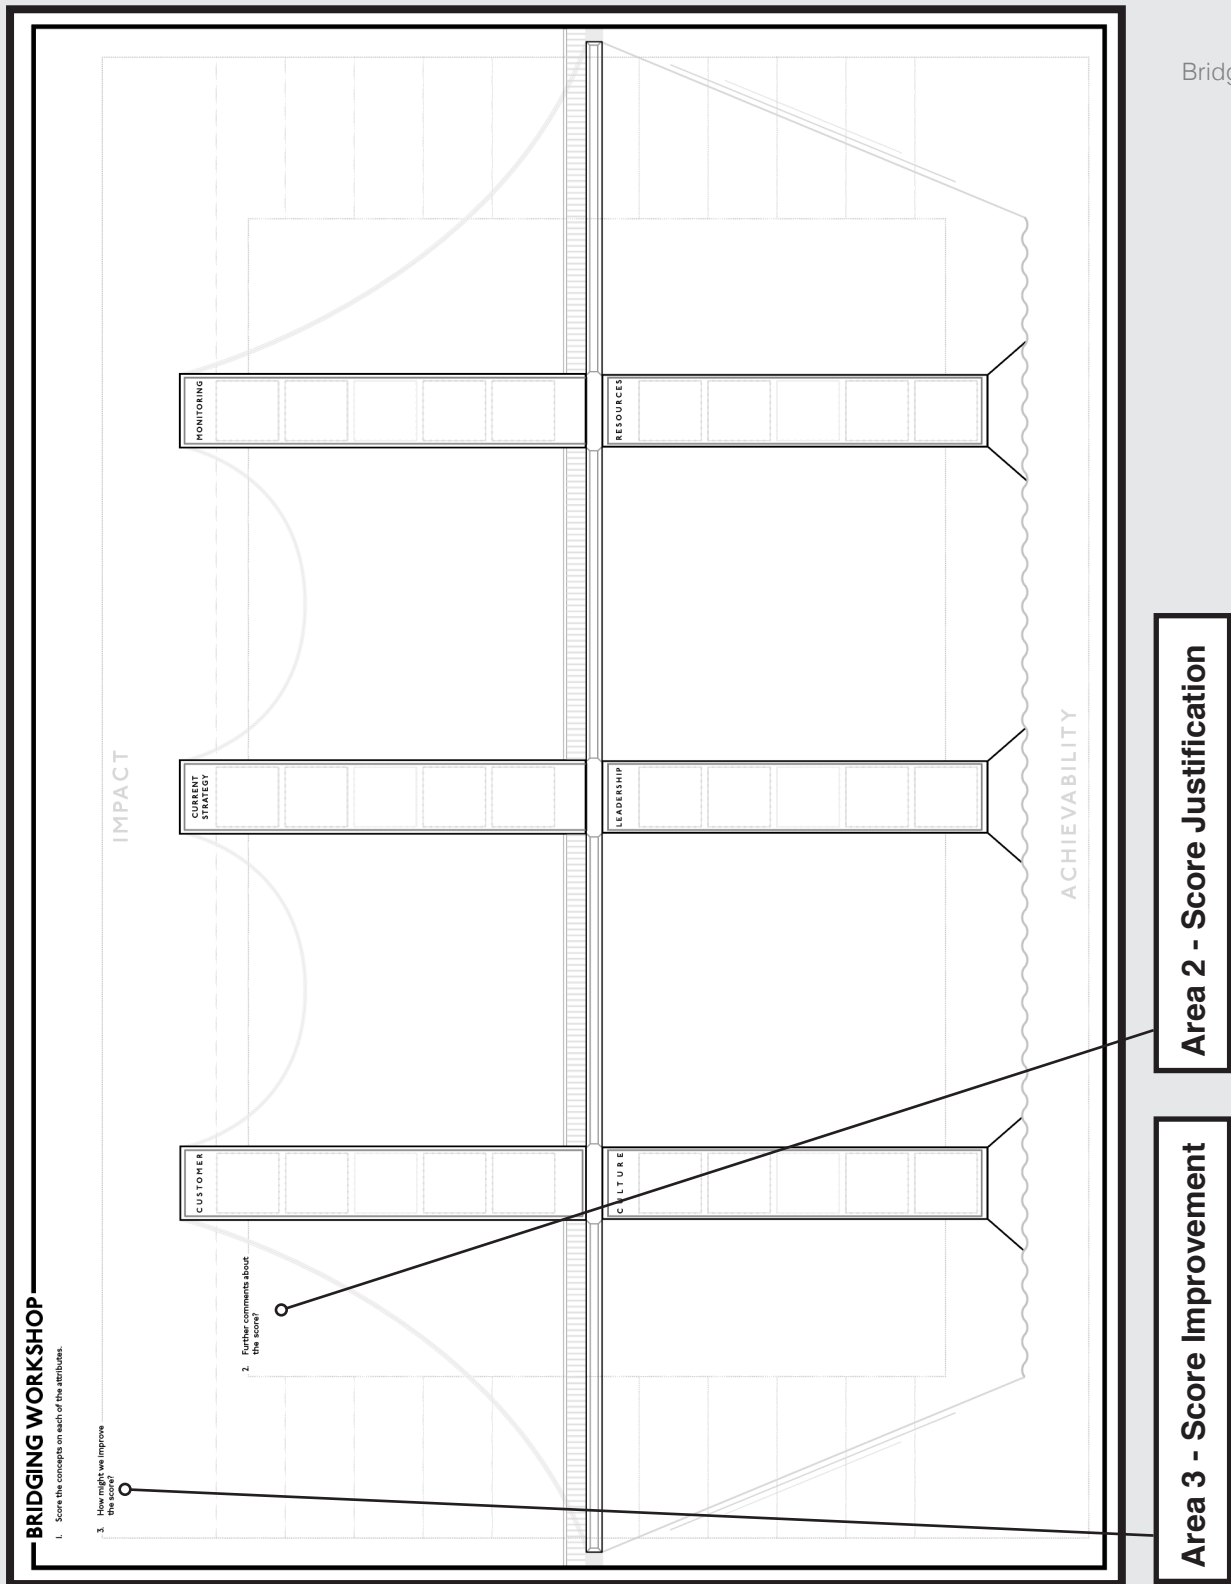 Bridg
BRIDGING WORKSHOP
1. Score the concepts on each of the attributes.
3. How might we improve
the score?
2. Further comments about
the score?
IMPACT
CUSTOMER
CURRENT
STRATEGY
MONITORING
CULTURE
LEADERSHIP
RESOURCES
ACHIEVABILITY
Area 3 - Score Improvement
Area 2 - Score Justification